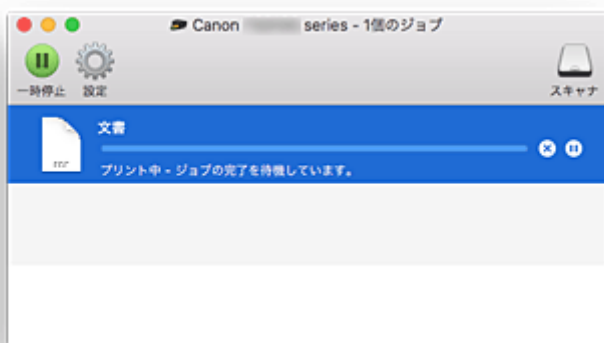 Canon series - 1個のジョブ
一時停止 設定 スキャナ
文書
プリント中 - ジョブの完了を待機しています。